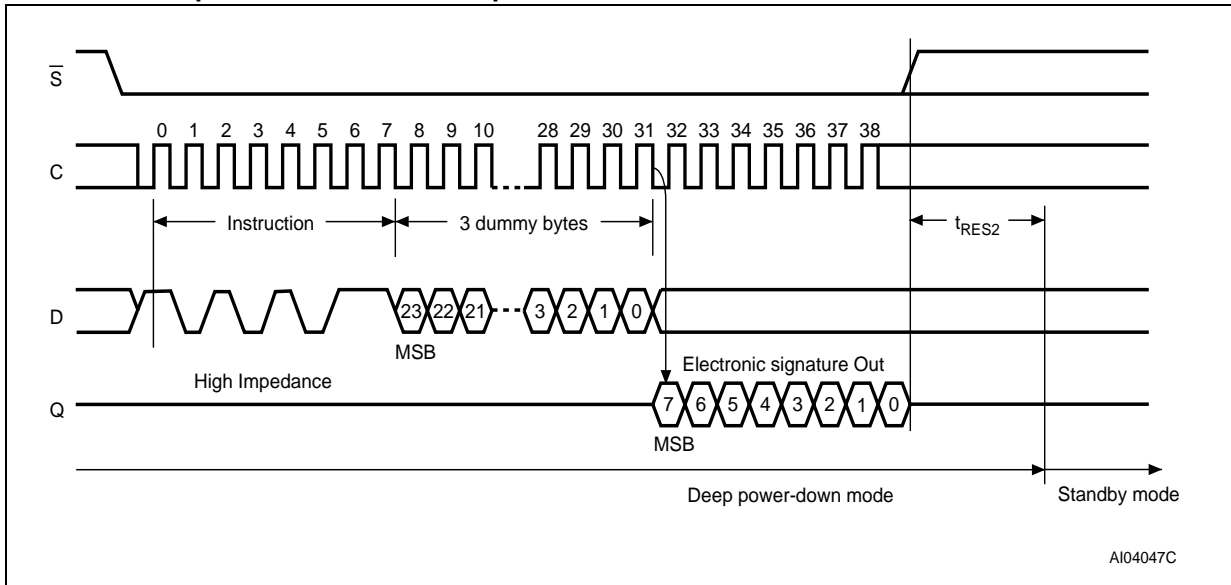 S
0 1 2 3 4 5 6 7 8 9 10 28 29 30 31 32 33 34 35 36 37 38
C
Instruction 3 dummy bytes tRES2
D 23 22 21 3 2 1 0
MSB
High Impedance Electronic signature Out
Q 7 6 5 4 3 2 1 0
MSB
Deep power-down mode Standby mode
AI04047C